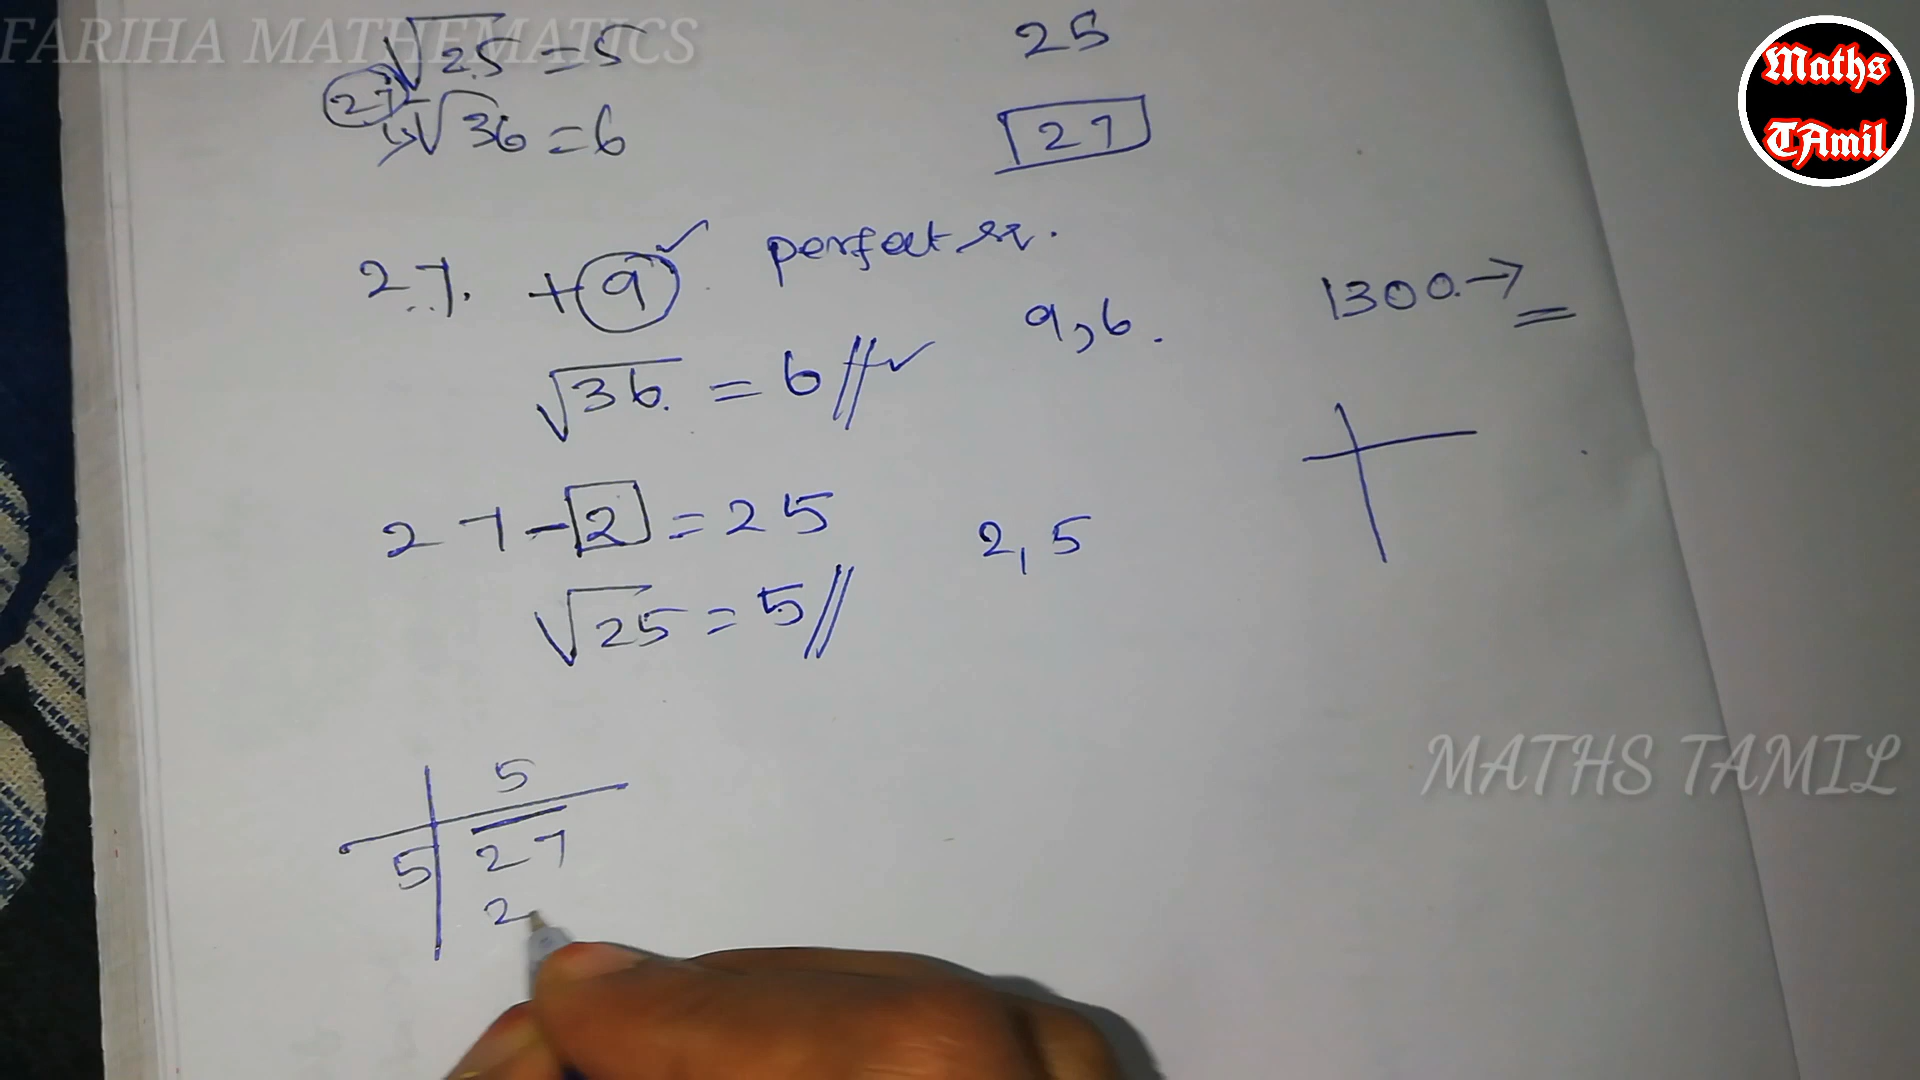 FARIHA MATHEMATICS
√25 = 5
27
√36 = 6
25
27
27. +9 ✓ perfect sr.
√36. = 6 // ✓
9,6.
1300. → =
27 - 2 = 25
2, 5
√25 = 5 //
5
5 27
2
Maths
TAmil
MATHS TAMIL